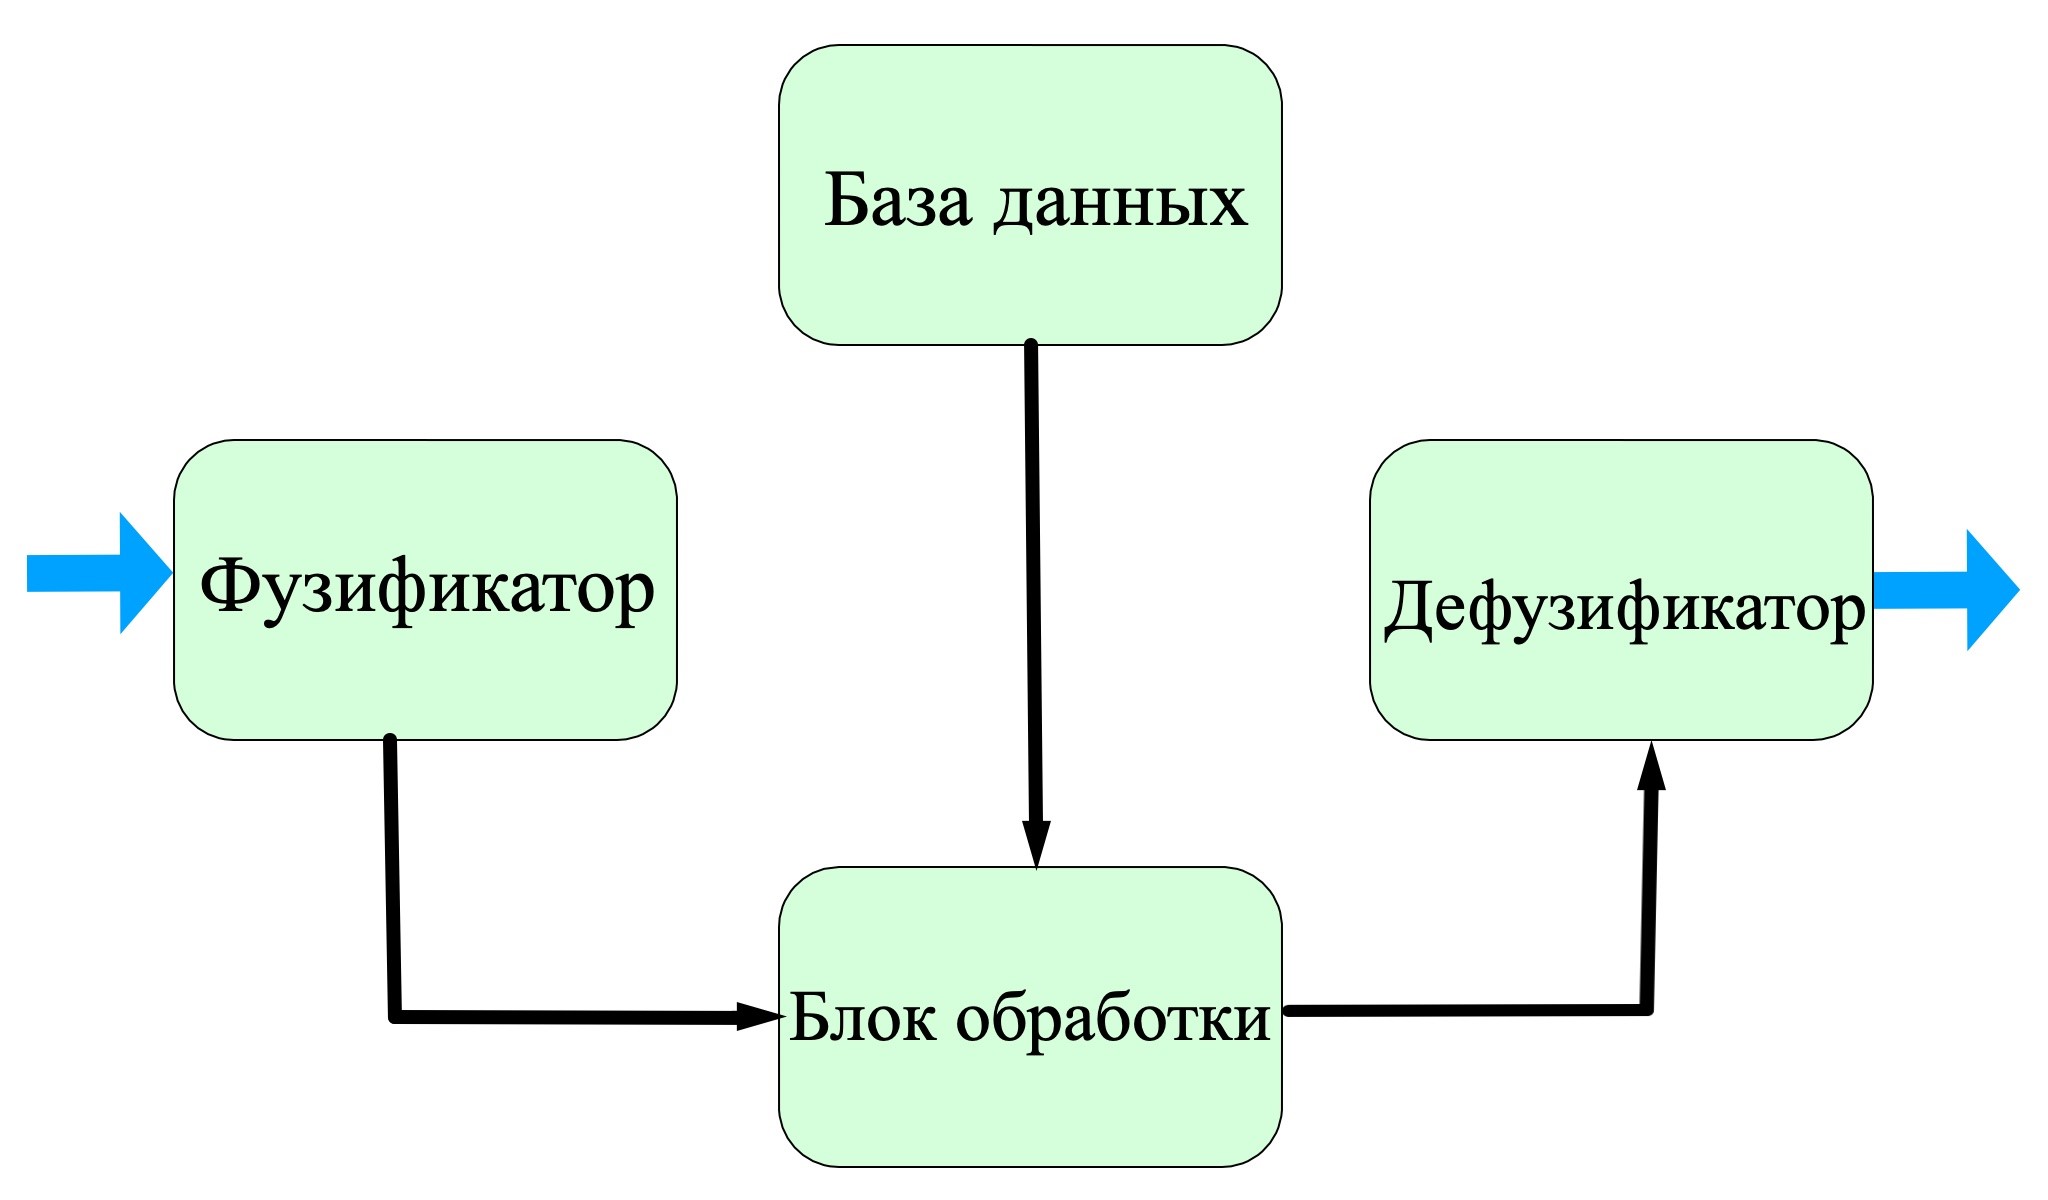 База данных
Фузификатор
Дефузификатор
Блок обработки